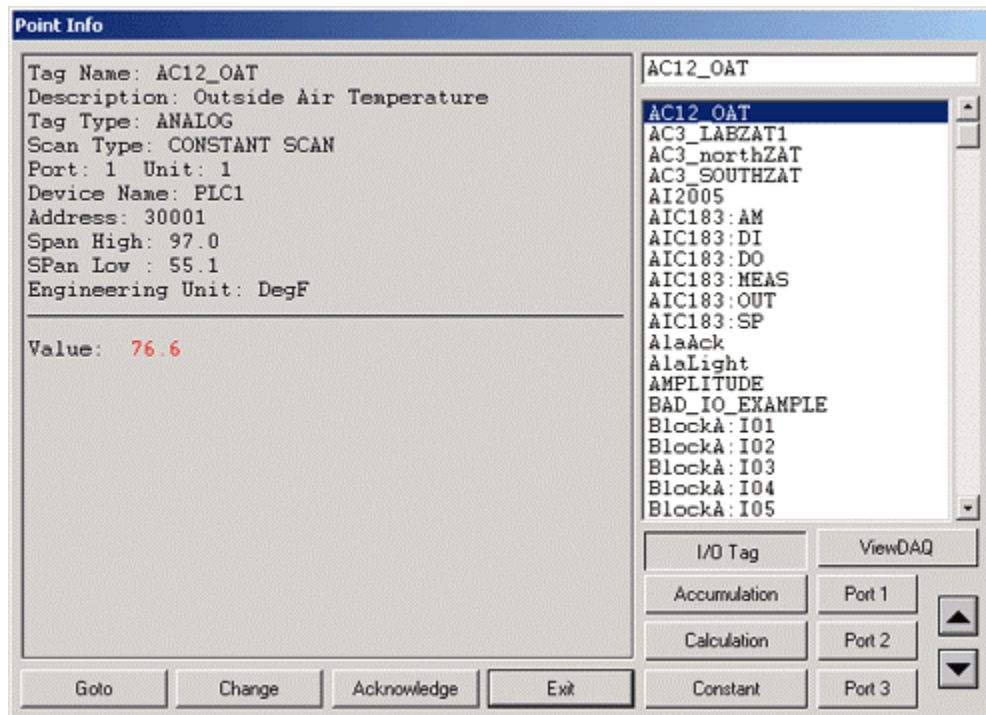 Point Info
Tag Name: AC12_OAT
Description: Outside Air Temperature
Tag Type: ANALOG
Scan Type: CONSTANT SCAN
Port: 1  Unit: 1
Device Name: PLC1
Address: 30001
Span High: 97.0
SPan Low : 55.1
Engineering Unit: DegF
Value: 76.6
AC12_OAT
AC12_OAT
AC3_LABZAT1
AC3_northZAT
AC3_SOUTHZAT
AI2005
AIC183:AM
AIC183:DI
AIC183:DO
AIC183:MEAS
AIC183:OUT
AIC183:SP
AlaAck
AlaLight
AMPLITUDE
BAD_IO_EXAMPLE
BlockA:I01
BlockA:I02
BlockA:I03
BlockA:I04
BlockA:I05
I/O Tag ViewDAQ
Accumulation Port 1
Calculation Port 2
Goto Change Acknowledge Exit Constant Port 3